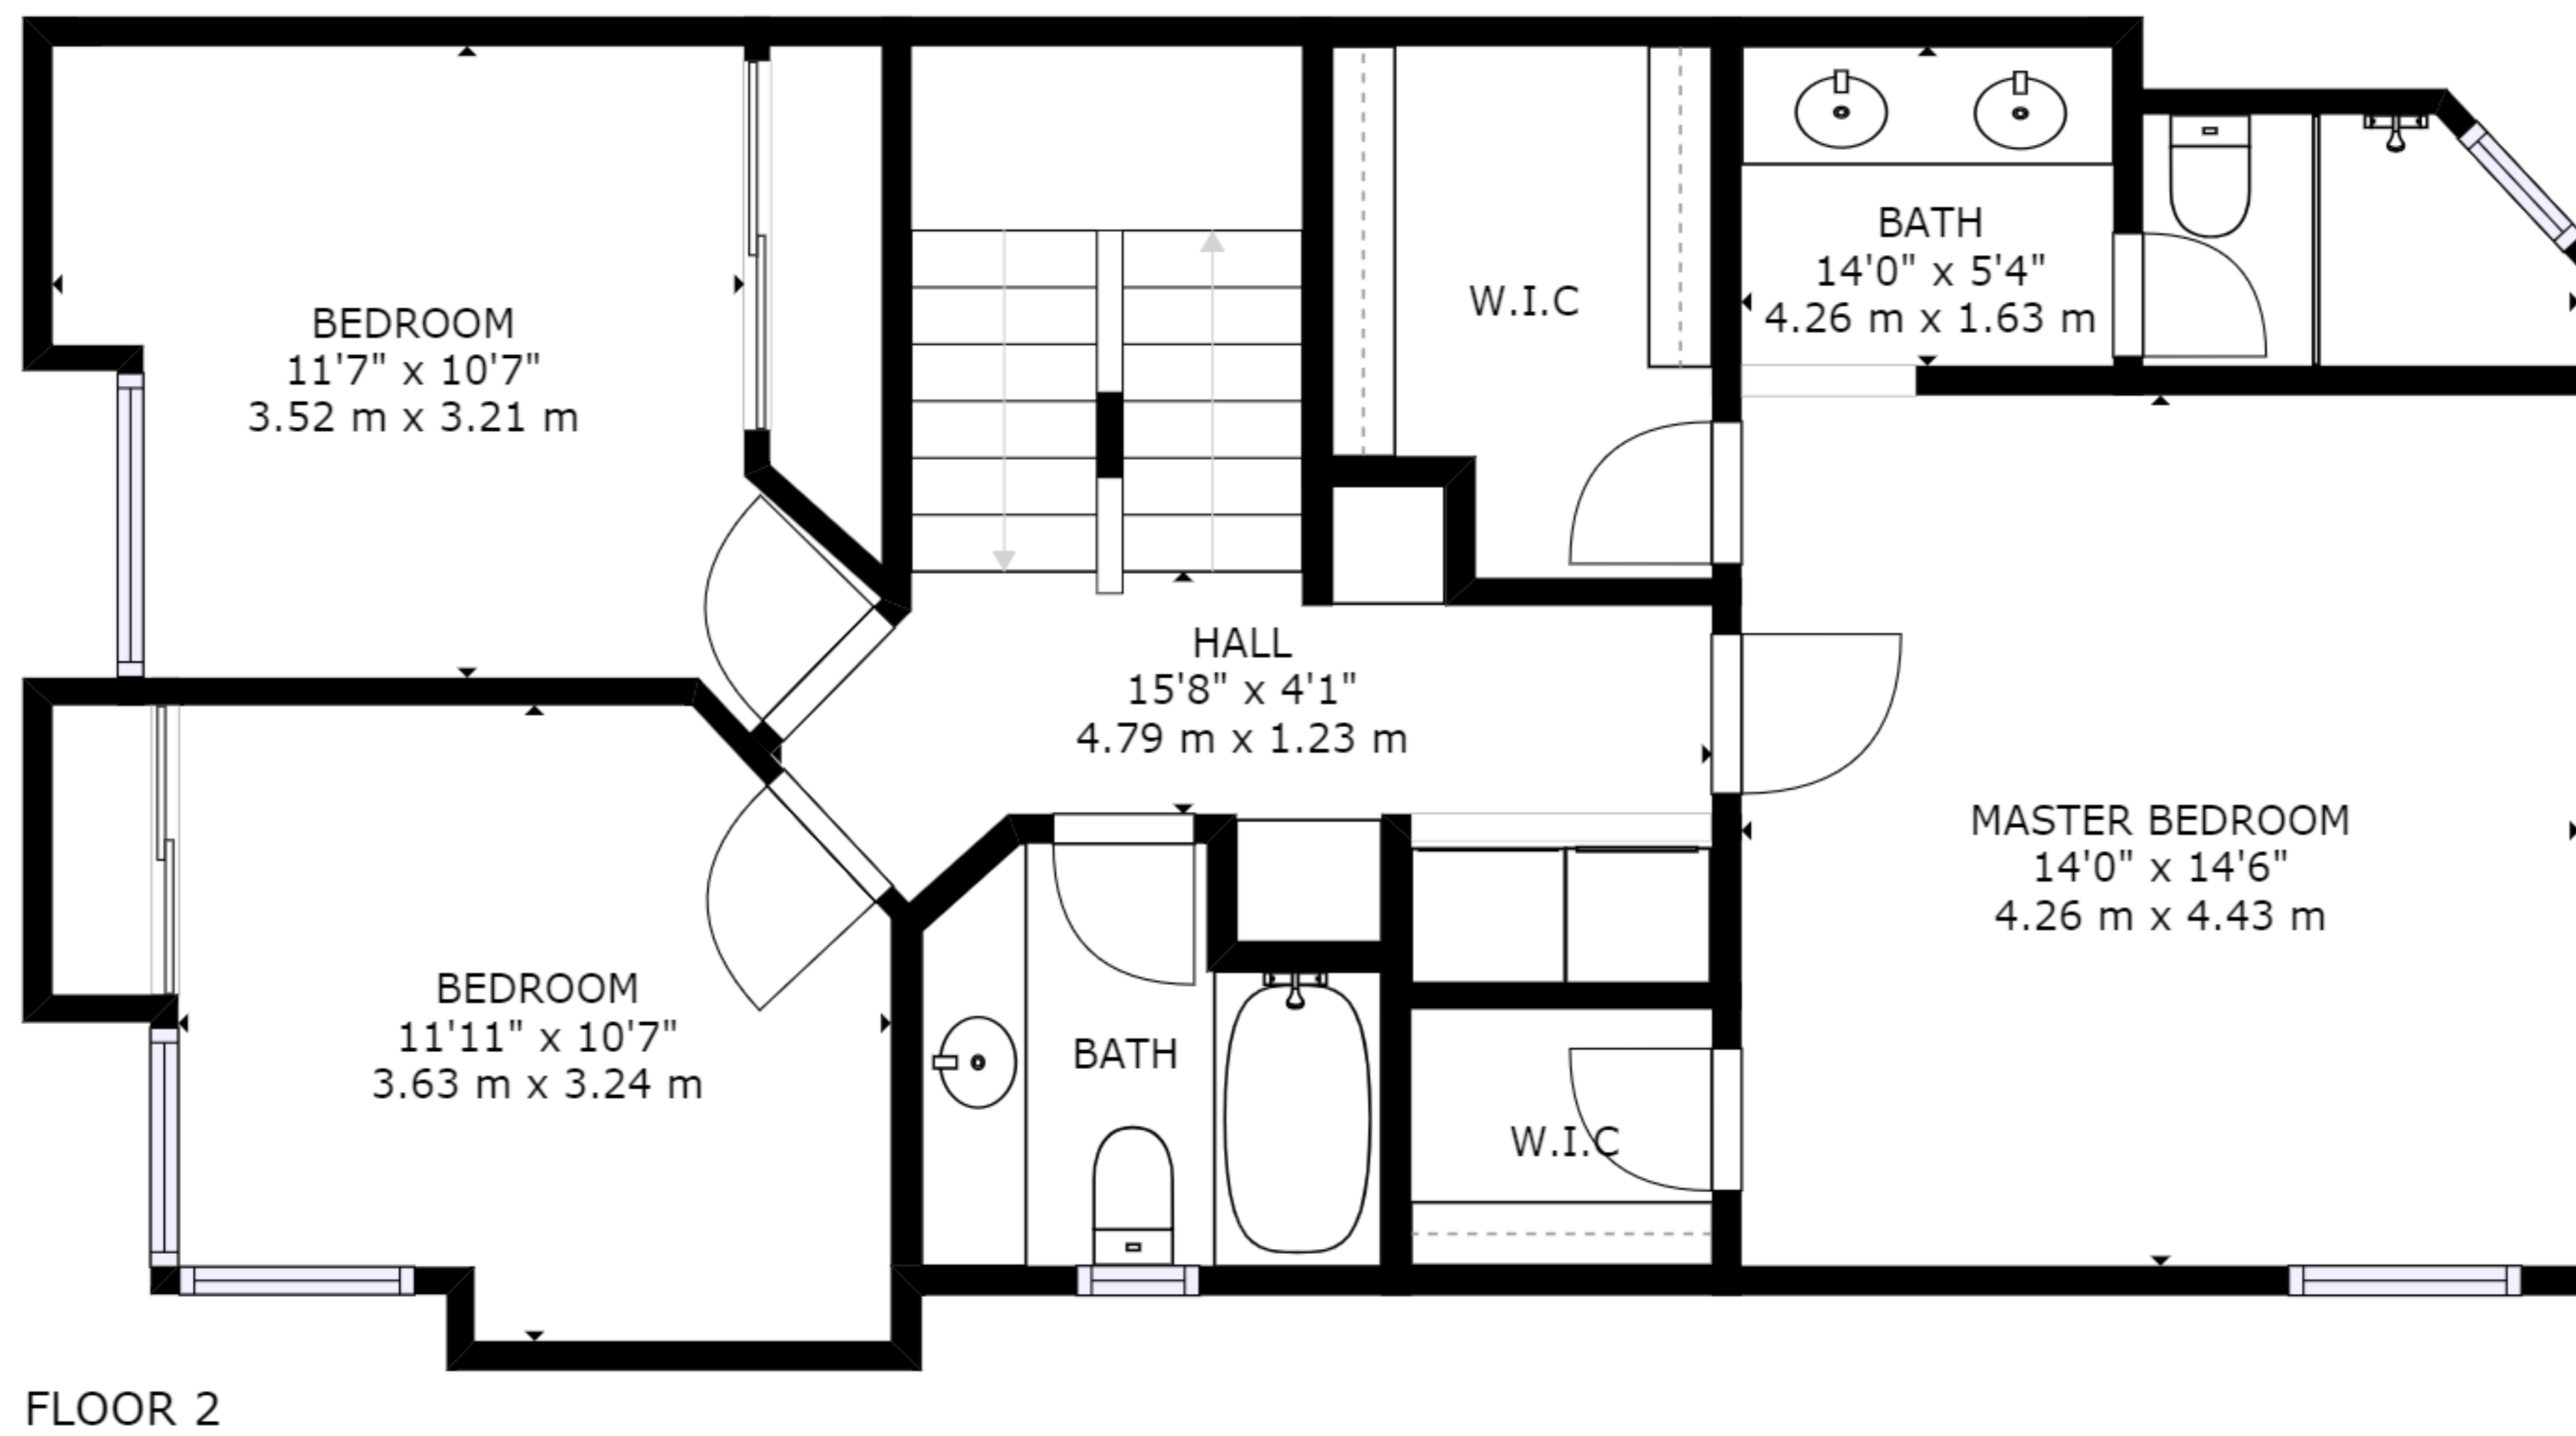 BEDROOM
11'7" x 10'7"
3.52 m x 3.21 m
W.I.C
BATH
14'0" x 5'4"
4.26 m x 1.63 m
HALL
15'8" x 4'1"
4.79 m x 1.23 m
MASTER BEDROOM
14'0" x 14'6"
4.26 m x 4.43 m
BEDROOM
11'11" x 10'7"
3.63 m x 3.24 m
BATH
W.I.C
FLOOR 2